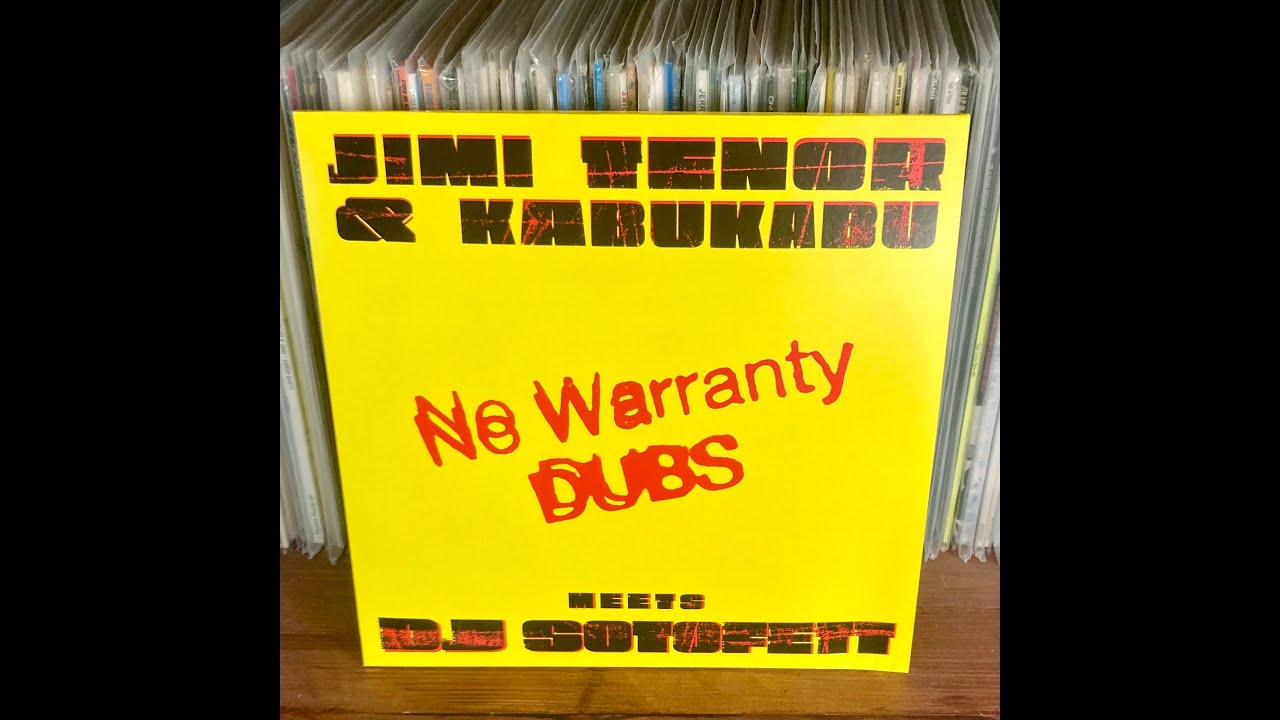 JIMI TENOR
& KABUKABU
No Warranty
DUBS
MEETS
DJ SOTOFETT